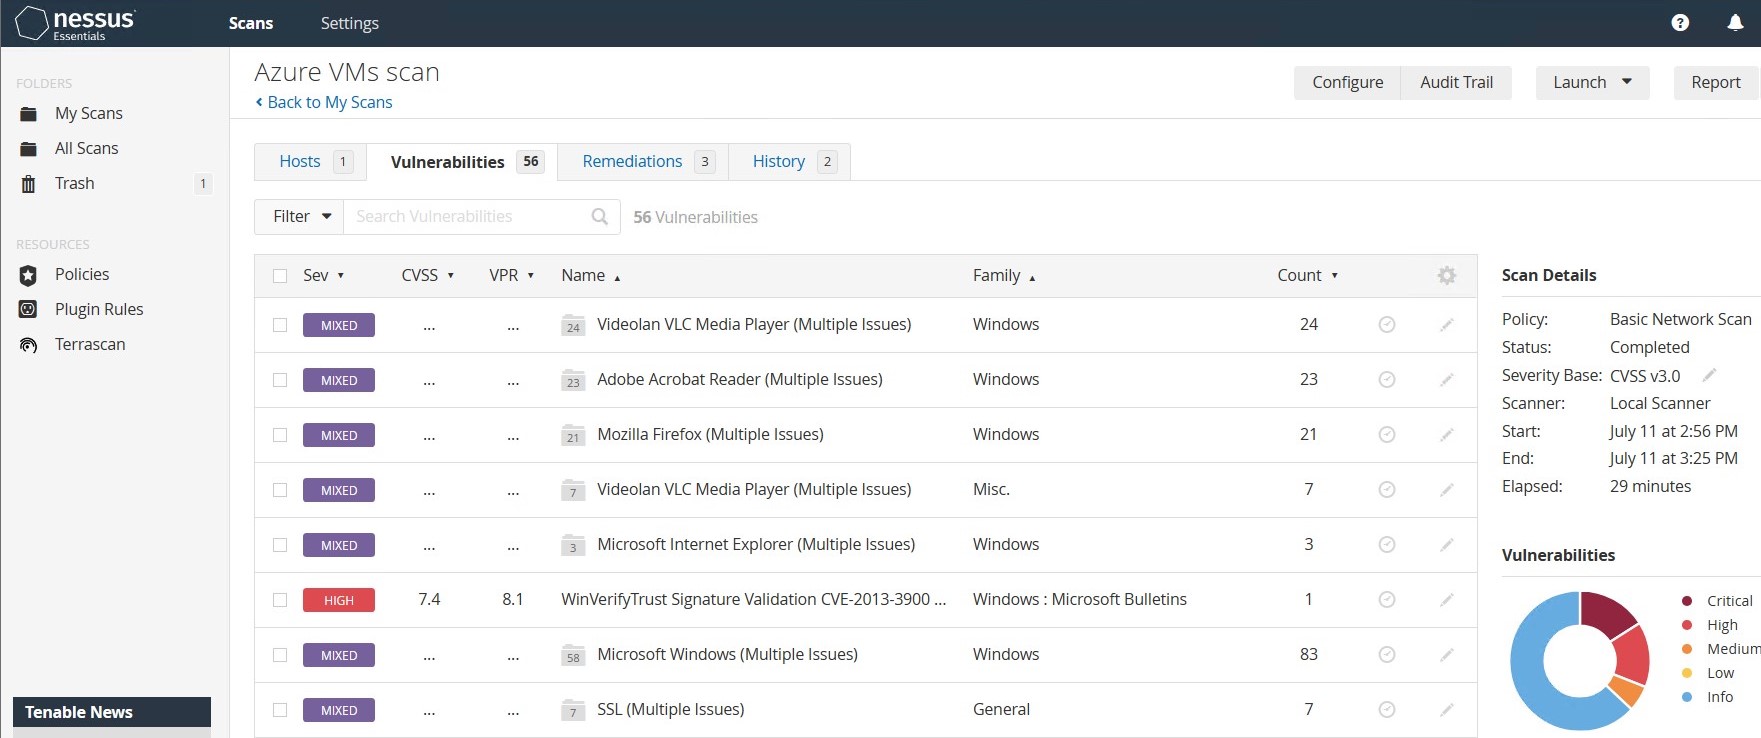 nessus
Essentials
Scans
Settings
?
FOLDERS
My Scans
All Scans
Trash 1
RESOURCES
Policies
Plugin Rules
Terrascan
Tenable News
Azure VMs scan
Back to My Scans
Configure
Audit Trail
Launch
Report
Hosts 1
Vulnerabilities 56
Remediations 3
History 2
Filter
Search Vulnerabilities
56 Vulnerabilities
Sev CVSS VPR Name Family Count
MIXED ... ... 24 Videolan VLC Media Player (Multiple Issues) Windows 24
MIXED ... ... 23 Adobe Acrobat Reader (Multiple Issues) Windows 23
MIXED ... ... 21 Mozilla Firefox (Multiple Issues) Windows 21
MIXED ... ... 7 Videolan VLC Media Player (Multiple Issues) Misc. 7
MIXED ... ... 3 Microsoft Internet Explorer (Multiple Issues) Windows 3
HIGH 7.4 8.1 WinVerifyTrust Signature Validation CVE-2013-3900 ... Windows : Microsoft Bulletins 1
MIXED ... ... 58 Microsoft Windows (Multiple Issues) Windows 83
MIXED ... ... 7 SSL (Multiple Issues) General 7
Scan Details
Policy: Basic Network Scan
Status: Completed
Severity Base: CVSS v3.0
Scanner: Local Scanner
Start: July 11 at 2:56 PM
End: July 11 at 3:25 PM
Elapsed: 29 minutes
Vulnerabilities
Critical
High
Medium
Low
Info